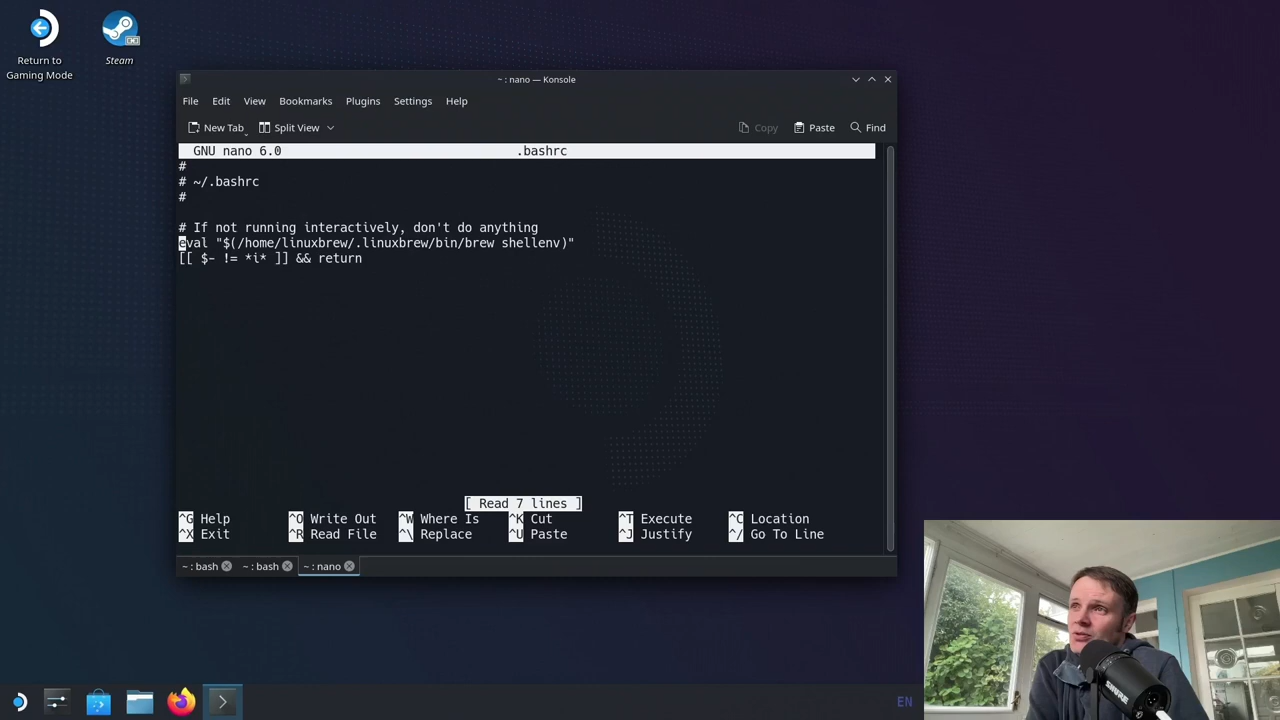 Return to
Gaming Mode
Steam
~ : nano — Konsole
File Edit View Bookmarks Plugins Settings Help
New Tab Split View Copy Paste Find
GNU nano 6.0 .bashrc
#
# ~/.bashrc
#
# If not running interactively, don't do anything
eval "$(/home/linuxbrew/.linuxbrew/bin/brew shellenv)"
[[ $- != *i* ]] && return
[ Read 7 lines ]
^G Help ^O Write Out ^W Where Is ^K Cut ^T Execute ^C Location
^X Exit ^R Read File ^\ Replace ^U Paste ^J Justify ^/ Go To Line
~ : bash ~ : bash ~ : nano
EN
SHURE